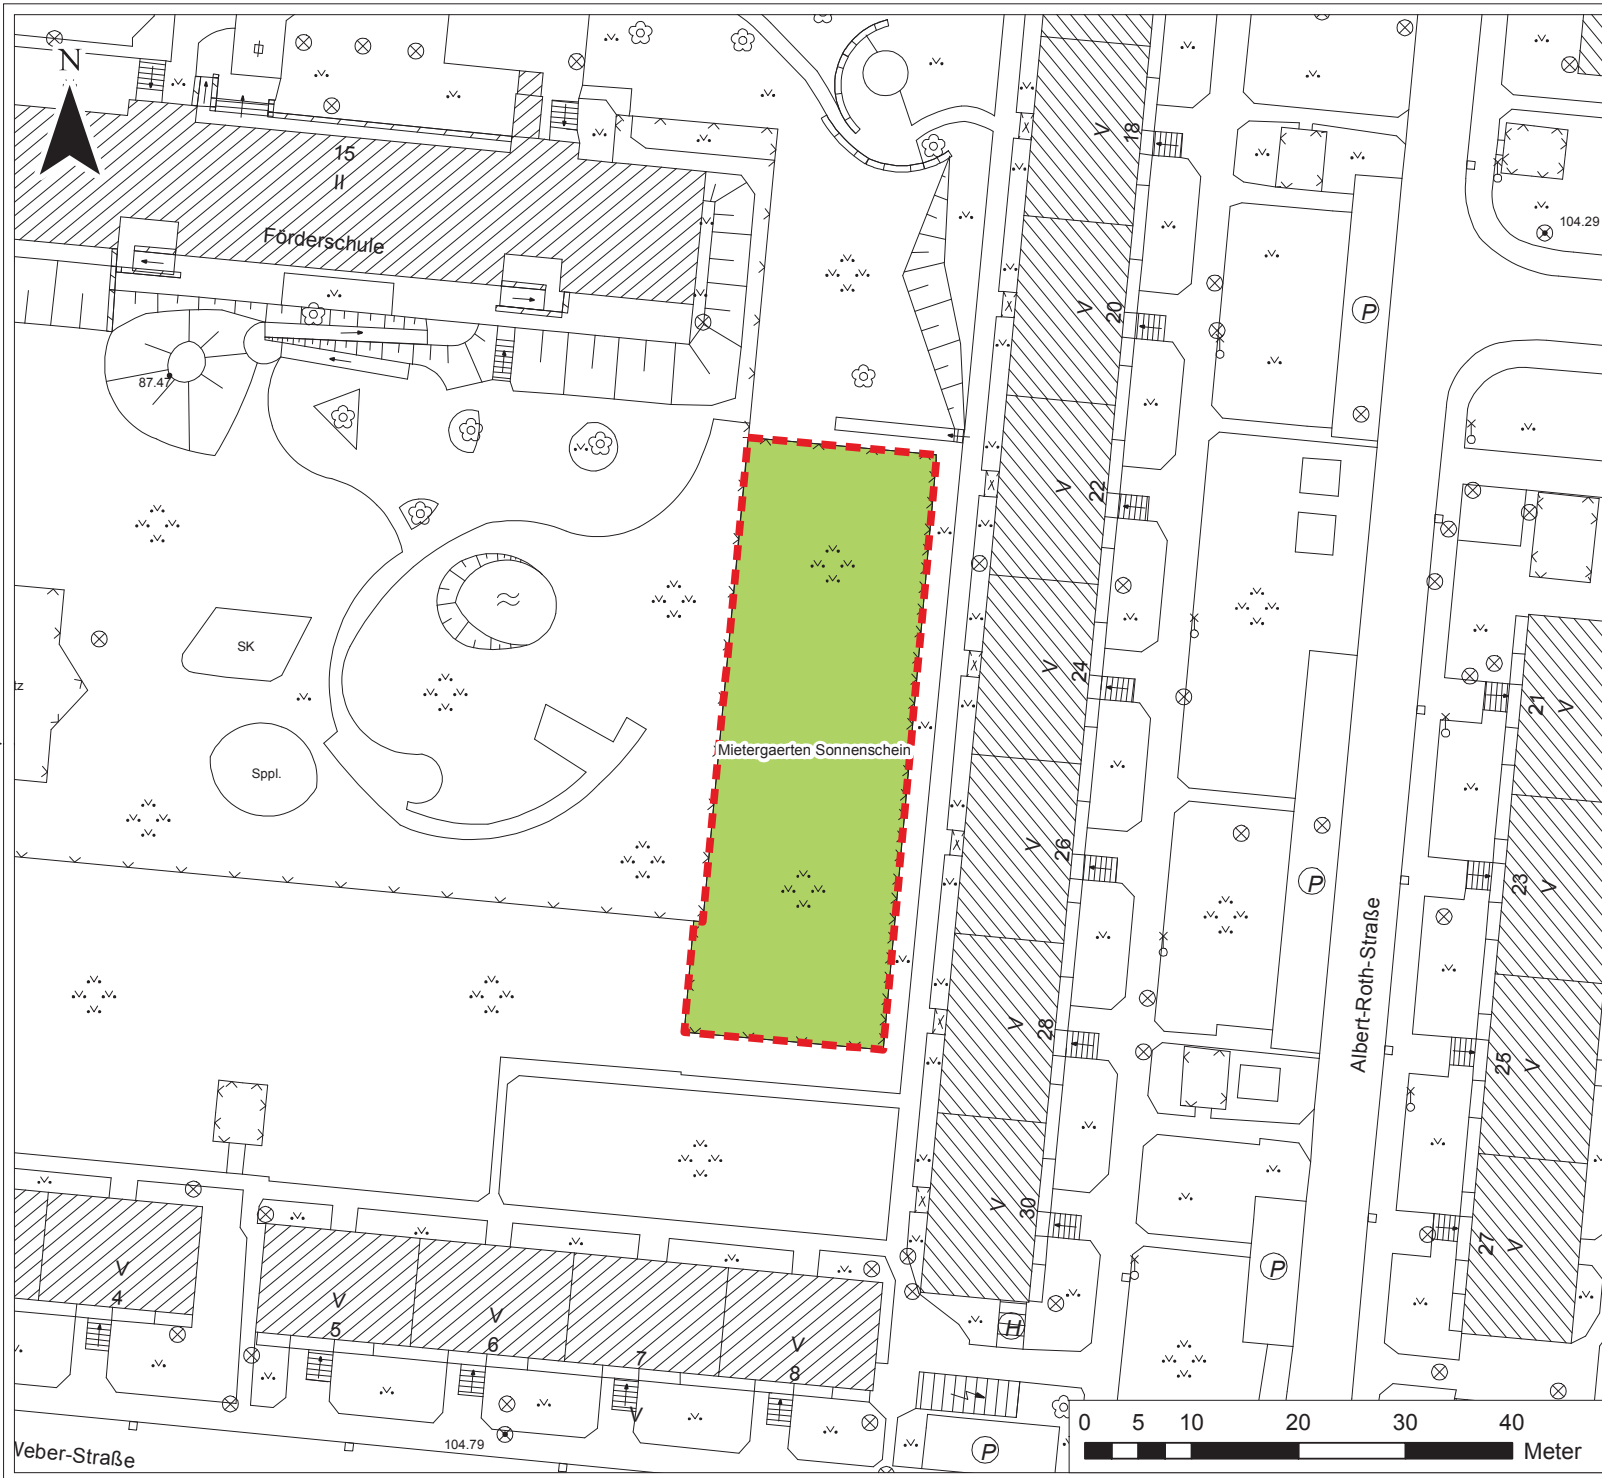 N
15
II
Förderschule
87.47
18
V
104.29
20
V
P
22
V
SK
24
V
tz
21
V
Mietergaerten Sonnenschein
Sppl.
26
V
23
V
P
Albert-Roth-Straße
28
V
25
V
30
V
27
V
P
V
4
V
5
V
6
7
V
V
8
H
104.79
P
Weber-Straße
0 5 10 20 30 40
Meter